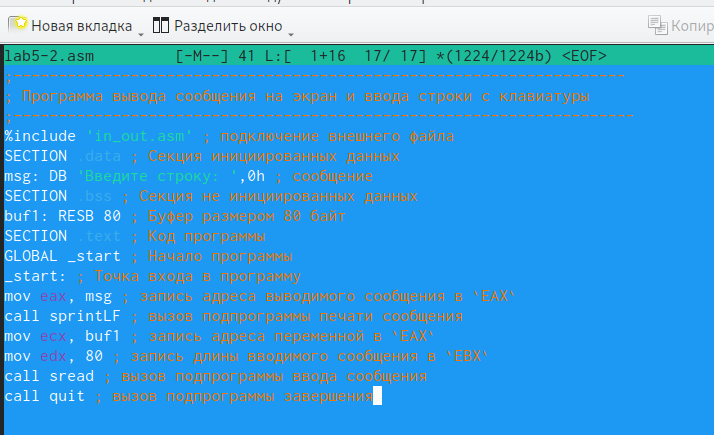 Новая вкладка Разделить окно Копир
lab5-2.asm [-M--] 41 L:[ 1+16 17/ 17] *(1224/1224b) <EOF>
;--------------------------------------------------------------------
; Программа вывода сообщения на экран и ввода строки с клавиатуры
;---------------------------------------------------------------------
%include 'in_out.asm' ; подключение внешнего файла
SECTION .data ; Секция инициированных данных
msg: DB 'Введите строку: ',0h ; сообщение
SECTION .bss ; Секция не инициированных данных
buf1: RESB 80 ; Буфер размером 80 байт
SECTION .text ; Код программы
GLOBAL _start ; Начало программы
_start: ; Точка входа в программу
mov eax, msg ; запись адреса выводимого сообщения в `EAX`
call sprintLF ; вызов подпрограммы печати сообщения
mov ecx, buf1 ; запись адреса переменной в `EAX`
mov edx, 80 ; запись длины вводимого сообщения в `EBX`
call sread ; вызов подпрограммы ввода сообщения
call quit ; вызов подпрограммы завершения